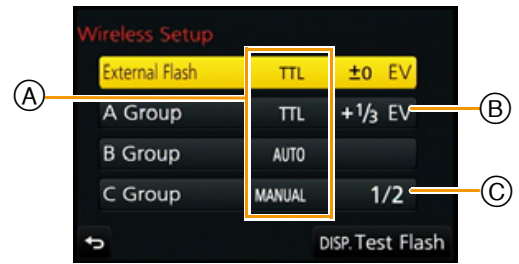 Wireless Setup
External Flash TTL ±0 EV
A A Group TTL +1/3 EV B
B Group AUTO
C Group MANUAL 1/2 C
DISP. Test Flash